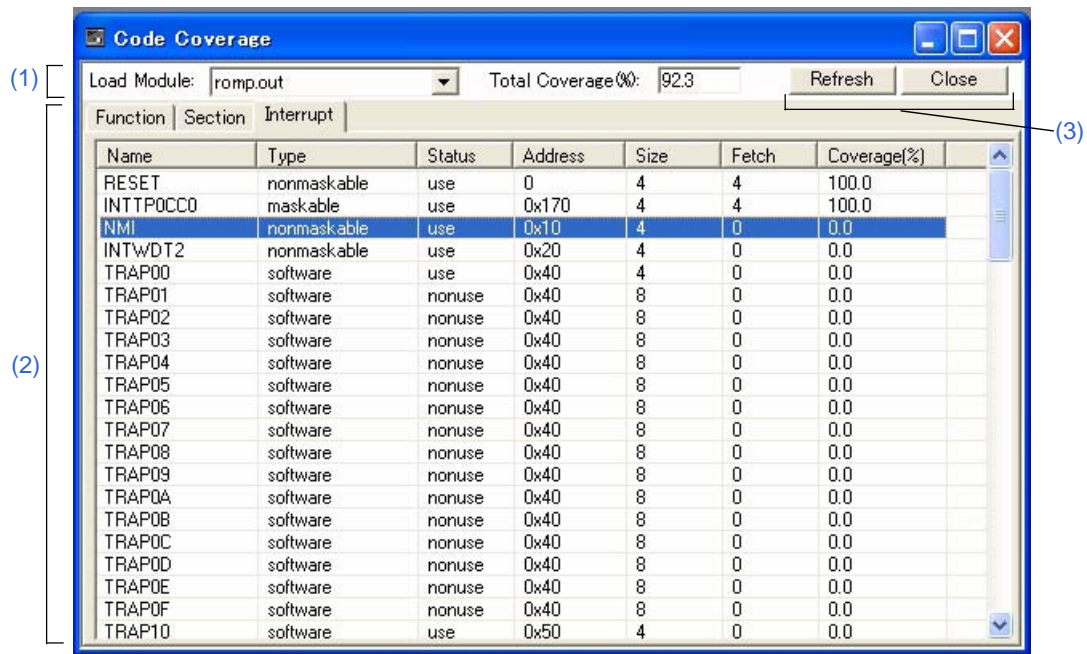 Code Coverage
(1)
Load Module: romp.out Total Coverage(%): 92.3 Refresh Close
Function Section Interrupt
(3)
Name Type Status Address Size Fetch Coverage(%)
RESET nonmaskable use 0 4 4 100.0
INTTP0CC0 maskable use 0x170 4 4 100.0
NMI nonmaskable use 0x10 4 0 0.0
INTWDT2 nonmaskable use 0x20 4 0 0.0
TRAP00 software use 0x40 4 0 0.0
TRAP01 software nonuse 0x40 8 0 0.0
TRAP02 software nonuse 0x40 8 0 0.0
TRAP03 software nonuse 0x40 8 0 0.0
TRAP04 software nonuse 0x40 8 0 0.0
(2)
TRAP05 software nonuse 0x40 8 0 0.0
TRAP06 software nonuse 0x40 8 0 0.0
TRAP07 software nonuse 0x40 8 0 0.0
TRAP08 software nonuse 0x40 8 0 0.0
TRAP09 software nonuse 0x40 8 0 0.0
TRAP0A software nonuse 0x40 8 0 0.0
TRAP0B software nonuse 0x40 8 0 0.0
TRAP0C software nonuse 0x40 8 0 0.0
TRAP0D software nonuse 0x40 8 0 0.0
TRAP0E software nonuse 0x40 8 0 0.0
TRAP0F software nonuse 0x40 8 0 0.0
TRAP10 software use 0x50 4 0 0.0